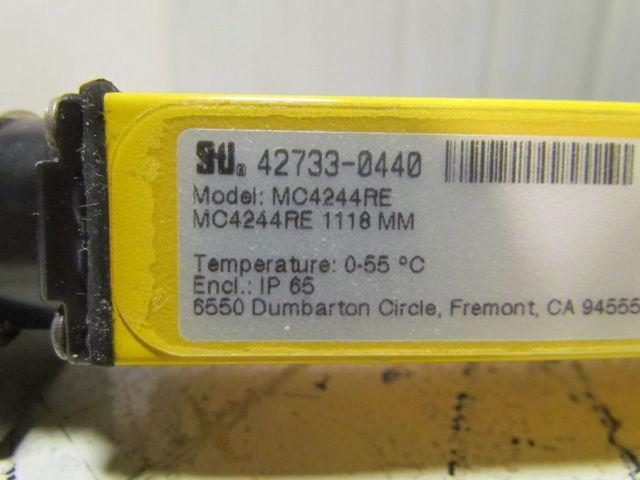 STI® 42733-0440
Model: MC4244RE
MC4244RE 1118 MM
Temperature: 0-55 °C
Encl.: IP 65
6550 Dumbarton Circle, Fremont, CA 94555